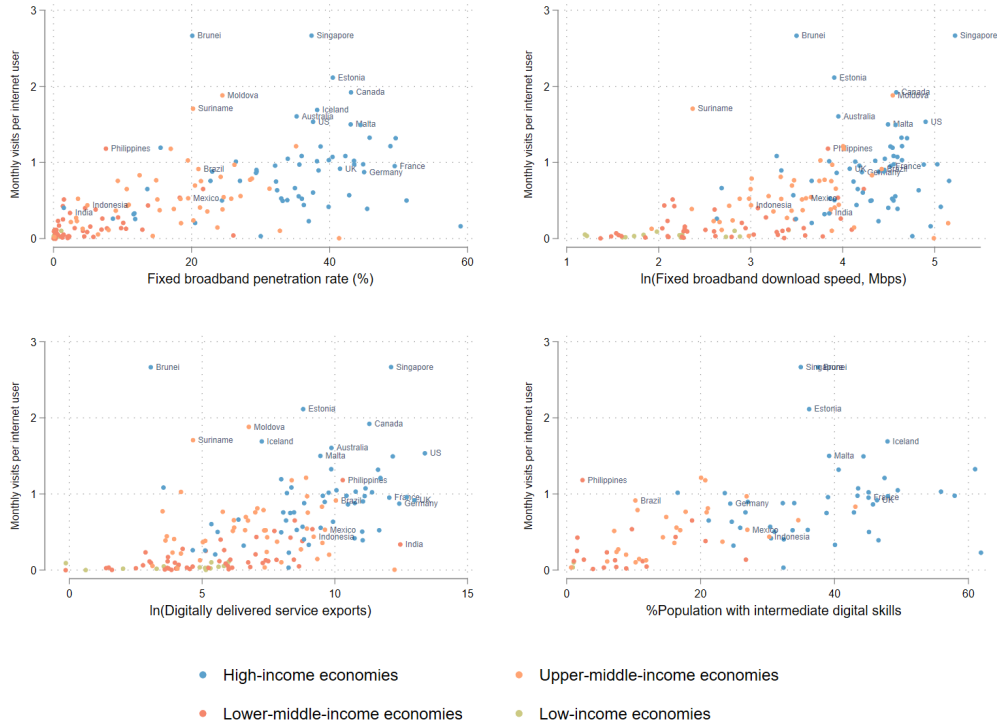 3
2
1
0
Monthly visits per internet user
Brunei
Singapore
Estonia
Canada
Moldova
Suriname
Iceland
Australia
US
Malta
Philippines
Brazil
UK
France
Germany
Mexico
Indonesia
India
0
20
40
60
Fixed broadband penetration rate (%)
3
2
1
0
Monthly visits per internet user
Brunei
Singapore
Estonia
Canada
Moldova
Suriname
Australia
Malta
US
Philippines
UK
France
Brazil
Germany
Mexico
Indonesia
India
1
2
3
4
5
ln(Fixed broadband download speed, Mbps)
3
2
1
0
Monthly visits per internet user
Brunei
Singapore
Estonia
Canada
Moldova
Suriname
Iceland
Australia
Malta
US
Philippines
Brazil
France
UK
Germany
Mexico
Indonesia
India
0
5
10
15
ln(Digitally delivered service exports)
3
2
1
0
Monthly visits per internet user
Singapore
Brunei
Estonia
Iceland
Malta
Philippines
Brazil
Germany
France
UK
Mexico
Indonesia
0
20
40
60
%Population with intermediate digital skills
High-income economies
Upper-middle-income economies
Lower-middle-income economies
Low-income economies